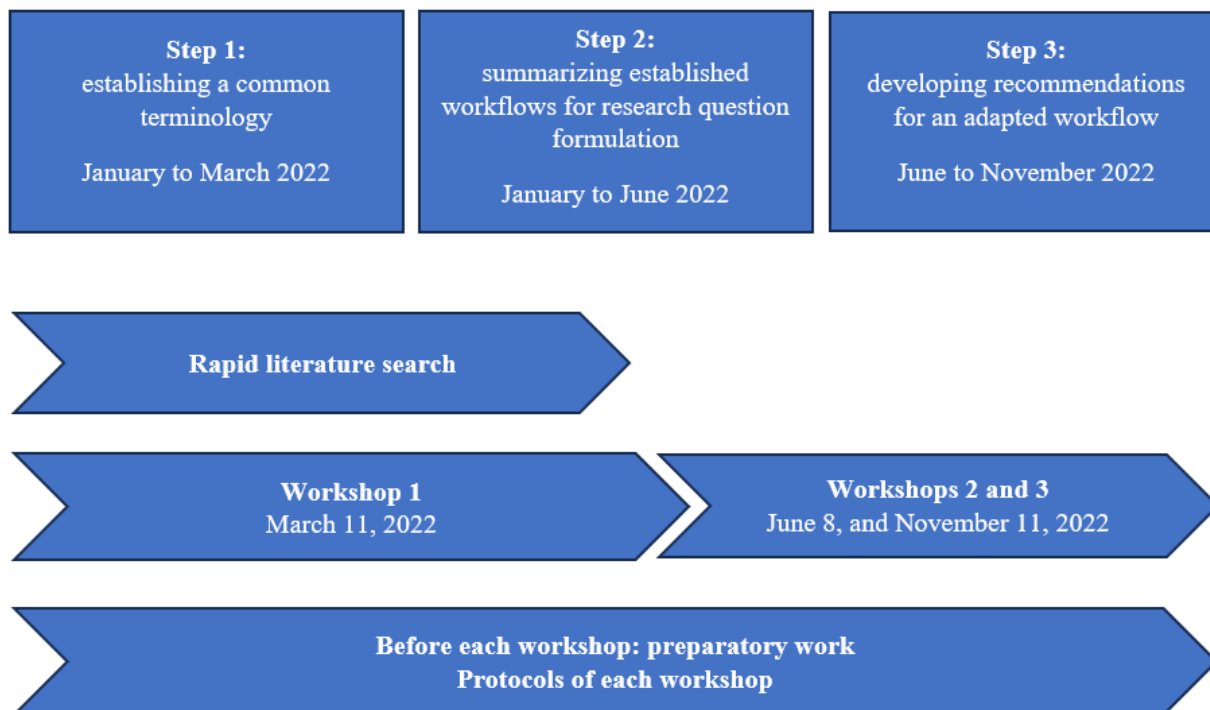 Step 1:
establishing a common
terminology
January to March 2022
Step 2:
summarizing established
workflows for research question
formulation
January to June 2022
Step 3:
developing recommendations
for an adapted workflow
June to November 2022
Rapid literature search
Workshop 1
March 11, 2022
Workshops 2 and 3
June 8, and November 11, 2022
Before each workshop: preparatory work
Protocols of each workshop